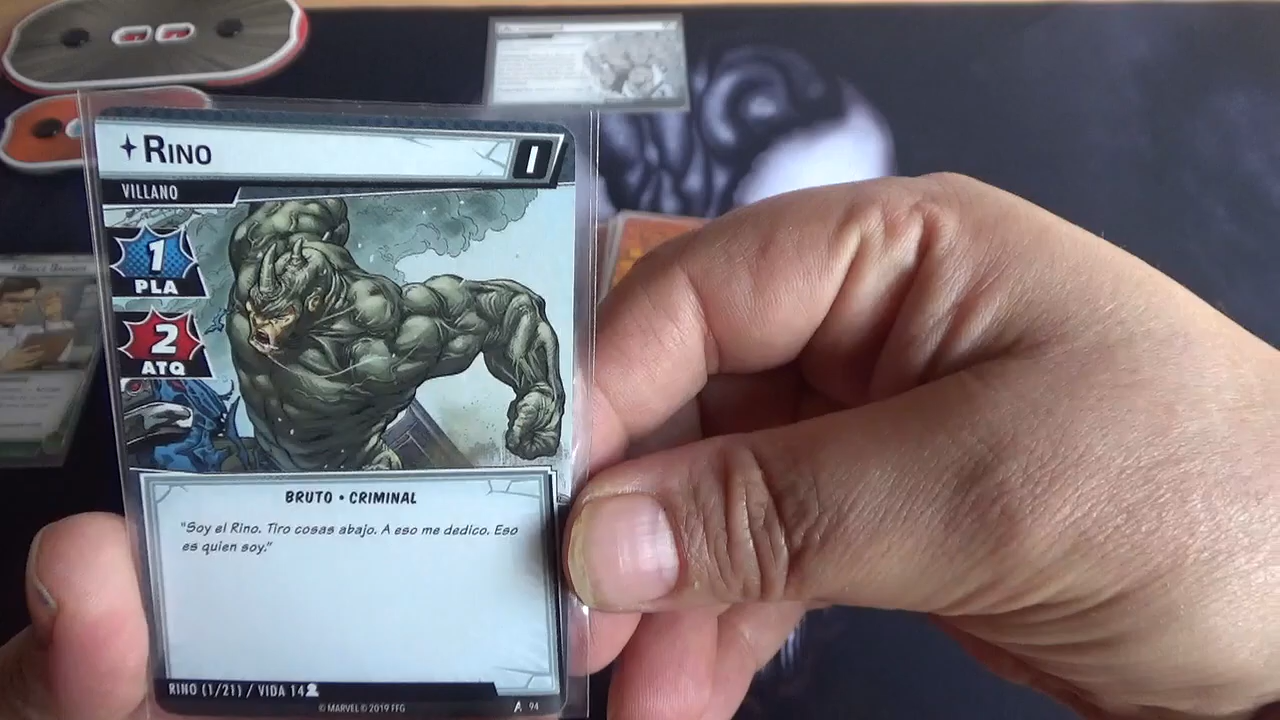 RINO
I
VILLANO
1
PLA
2
ATQ
BRUTO • CRIMINAL
"Soy el Rino. Tiro cosas abajo. A eso me dedico. Eso
es quien soy."
RINO (1/21) / VIDA 14
© MARVEL © 2019 FFG
94